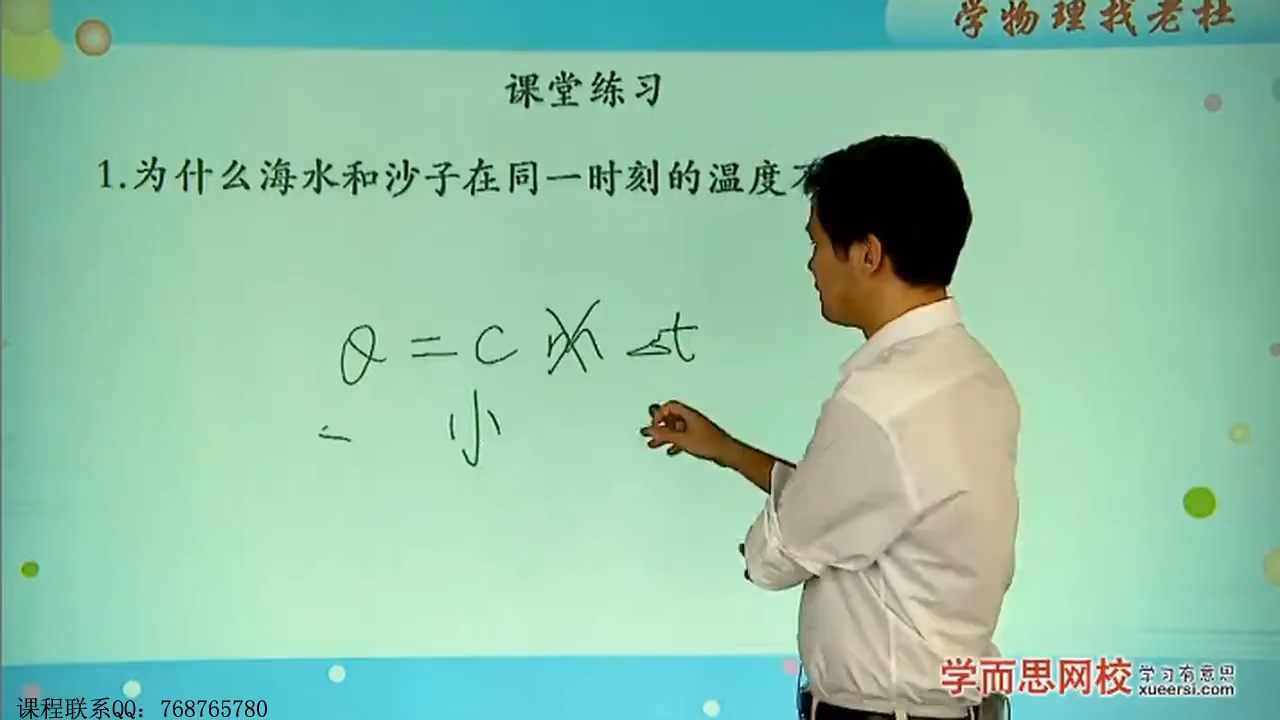 学物理找老杜
课堂练习
1.为什么海水和沙子在同一时刻的温度不
Q = c m Δt
小
学而思网校 学习有意思
xueersi.com
课程联系QQ：768765780